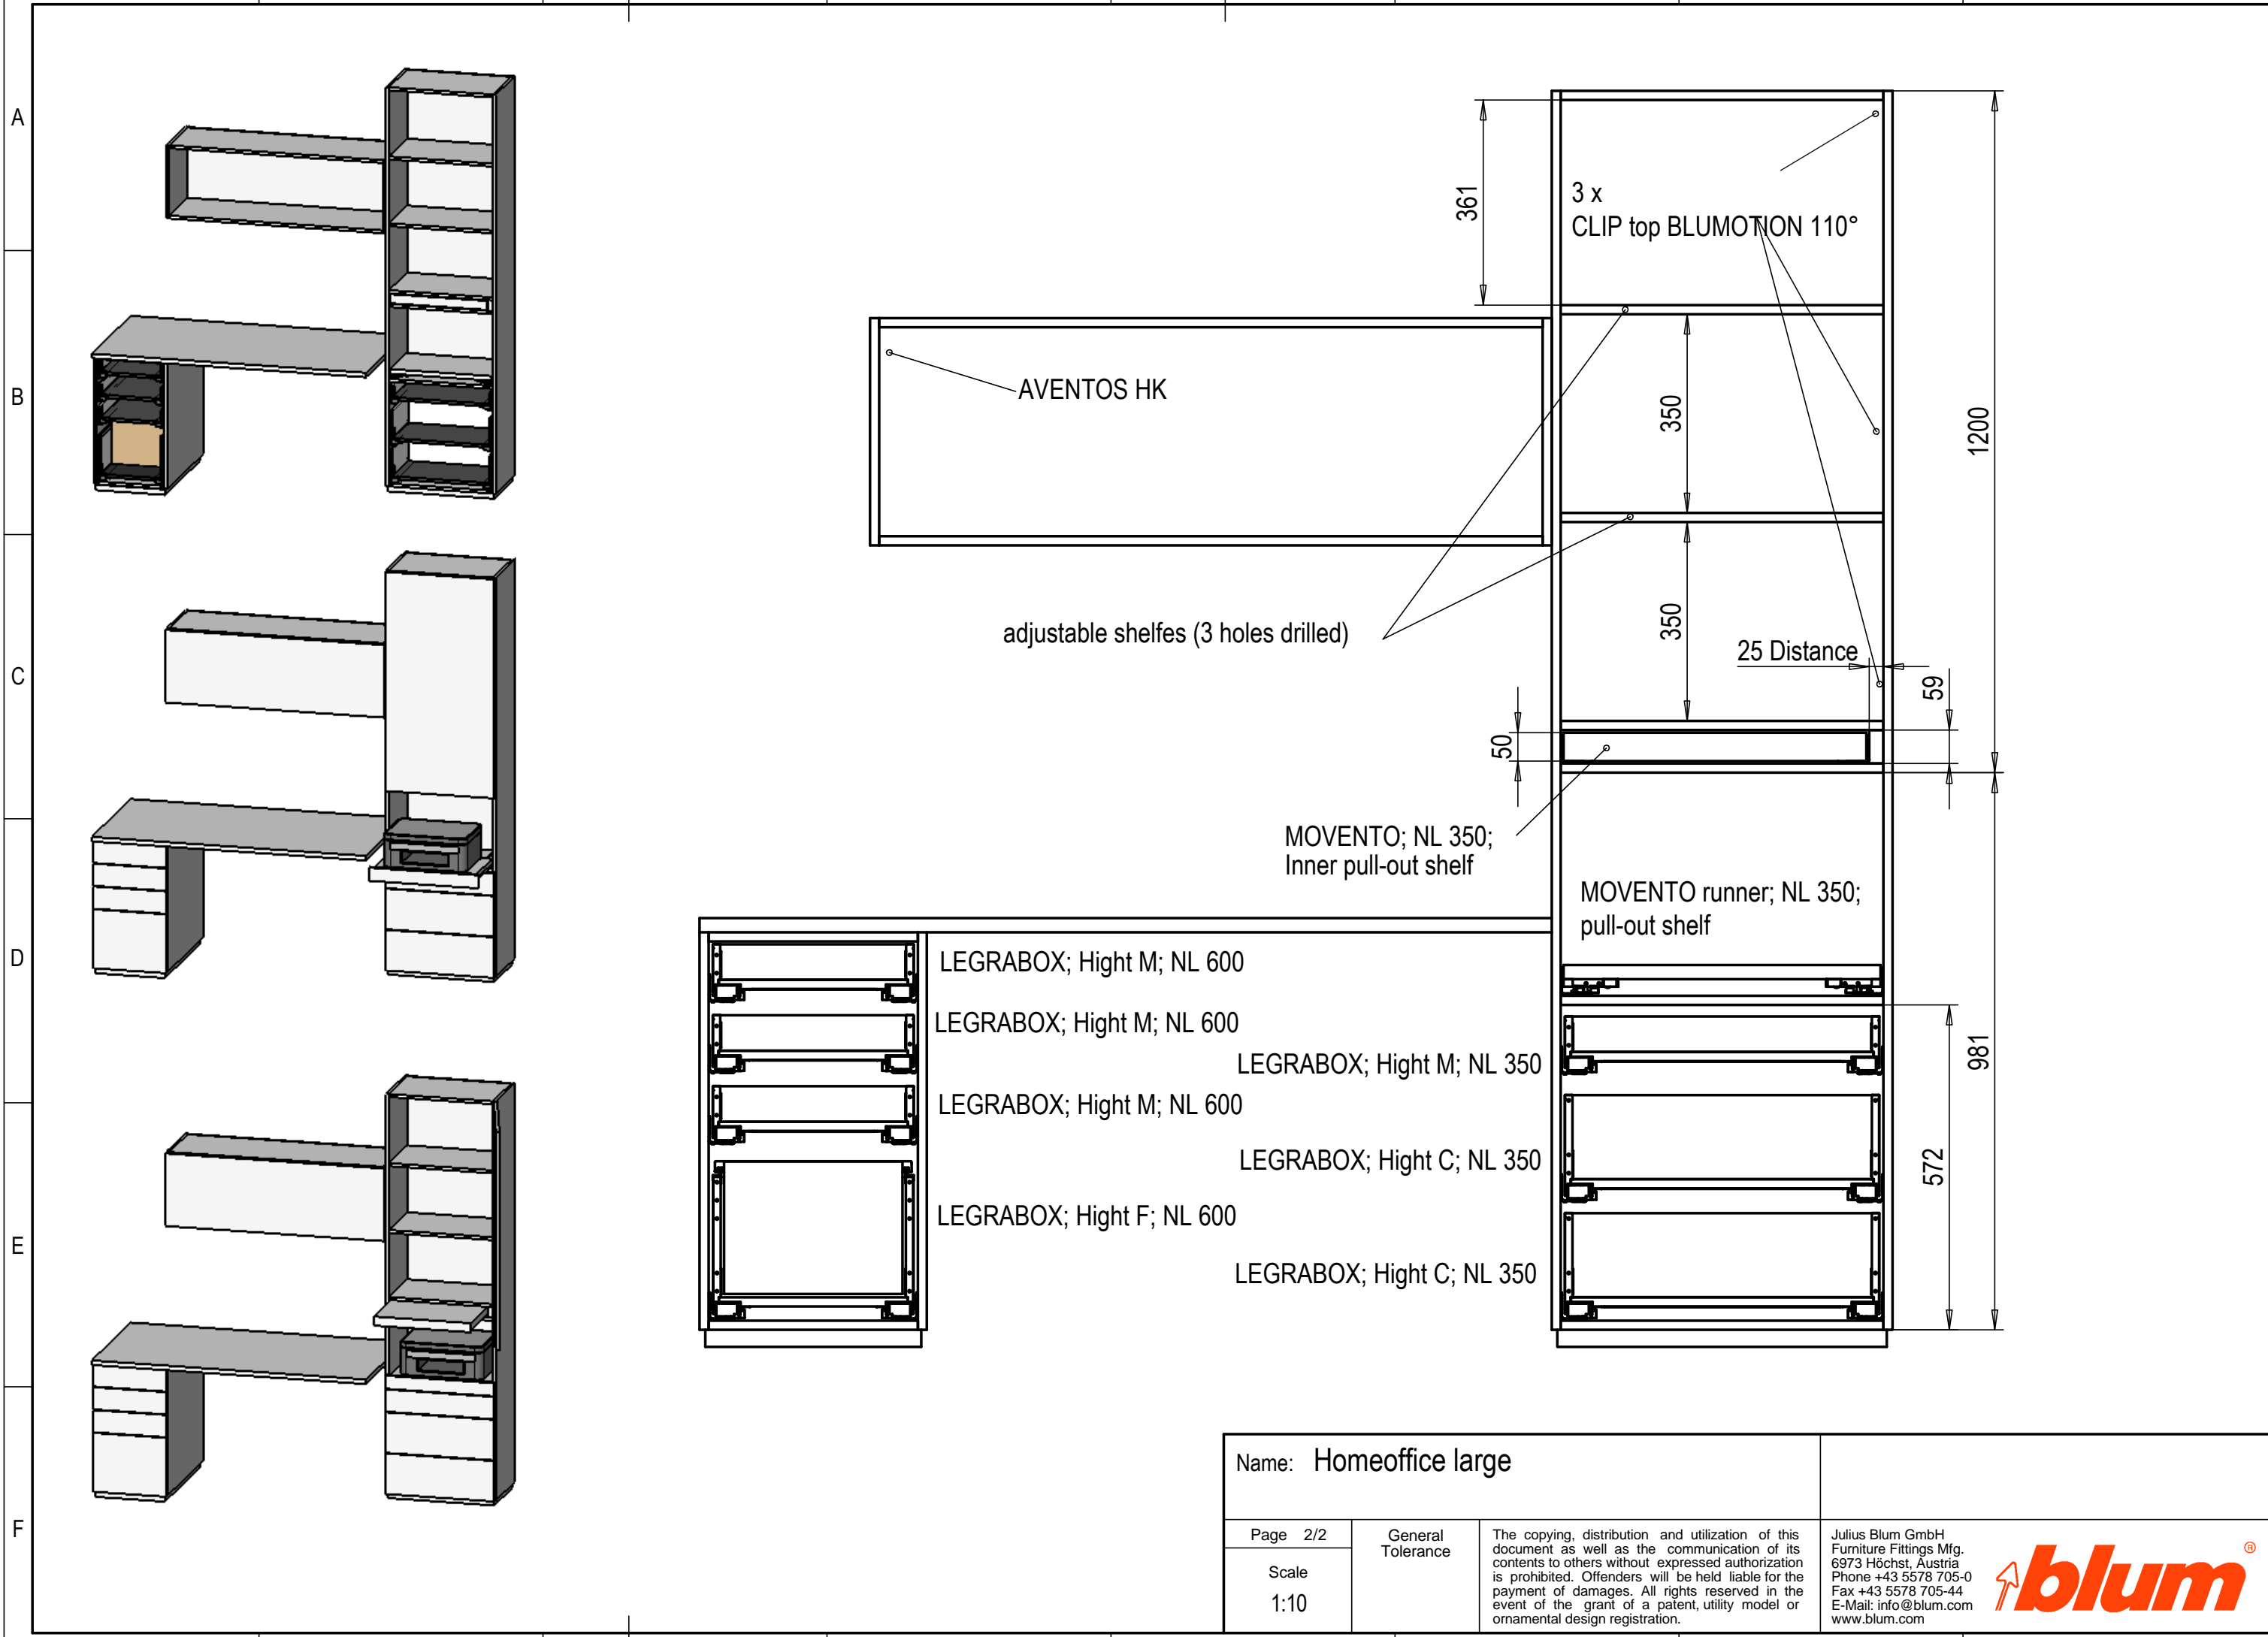 A
B
C
D
E
F
361
3 x
CLIP top BLUMOTION 110°
1200
AVENTOS HK
350
adjustable shelfes (3 holes drilled)
350
25 Distance
59
50
MOVENTO; NL 350;
Inner pull-out shelf
MOVENTO runner; NL 350;
pull-out shelf
LEGRABOX; Hight M; NL 600
LEGRABOX; Hight M; NL 600
LEGRABOX; Hight M; NL 350
LEGRABOX; Hight M; NL 600
LEGRABOX; Hight C; NL 350
LEGRABOX; Hight F; NL 600
LEGRABOX; Hight C; NL 350
981
572
Name: Homeoffice large
Page 2/2
Scale
1:10
General
Tolerance
The copying, distribution and utilization of this
document as well as the communication of its
contents to others without expressed authorization
is prohibited. Offenders will be held liable for the
payment of damages. All rights reserved in the
event of the grant of a patent, utility model or
ornamental design registration.
Julius Blum GmbH
Furniture Fittings Mfg.
6973 Höchst, Austria
Phone +43 5578 705-0
Fax +43 5578 705-44
E-Mail: info@blum.com
www.blum.com
blum®